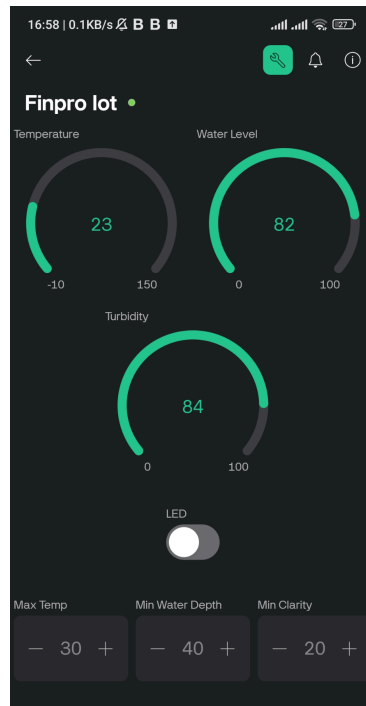 16:58 | 0.1KB/s B B 27
Finpro Iot
Temperature Water Level
23 82
-10 150 0 100
Turbidity
84
0 100
LED
Max Temp Min Water Depth Min Clarity
— 30 + — 40 + — 20 +